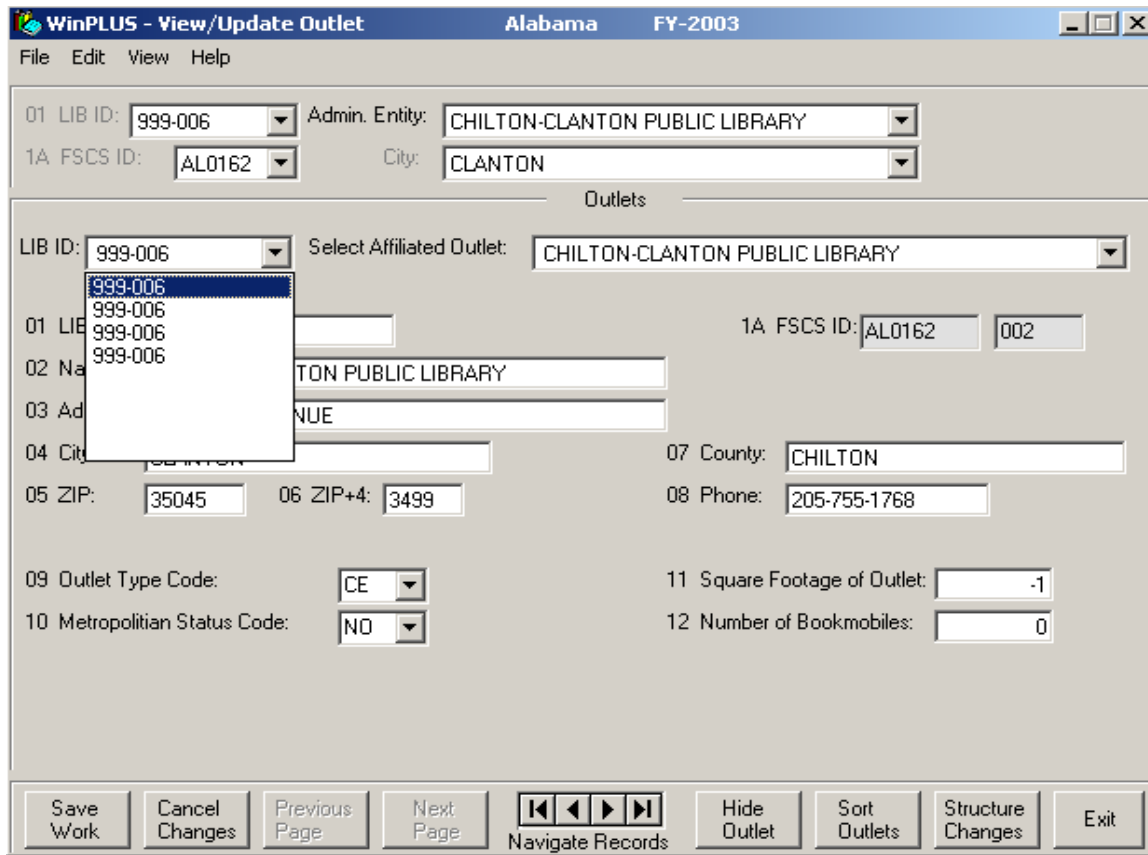 WinPLUS - View/Update Outlet Alabama FY-2003
File Edit View Help
01 LIB ID: 999-006 Admin. Entity: CHILTON-CLANTON PUBLIC LIBRARY
1A FSCS ID: AL0162 City: CLANTON
Outlets
LIB ID: 999-006 Select Affiliated Outlet: CHILTON-CLANTON PUBLIC LIBRARY
999-006
999-006
999-006
999-006
01 LIB 1A FSCS ID: AL0162 002
02 Na TON PUBLIC LIBRARY
03 Ad NUE
04 City CLANTON 07 County: CHILTON
05 ZIP: 35045 06 ZIP+4: 3499 08 Phone: 205-755-1768
09 Outlet Type Code: CE 11 Square Footage of Outlet: -1
10 Metropolitian Status Code: NO 12 Number of Bookmobiles: 0
Save Work Cancel Changes Previous Page Next Page Navigate Records Hide Outlet Sort Outlets Structure Changes Exit